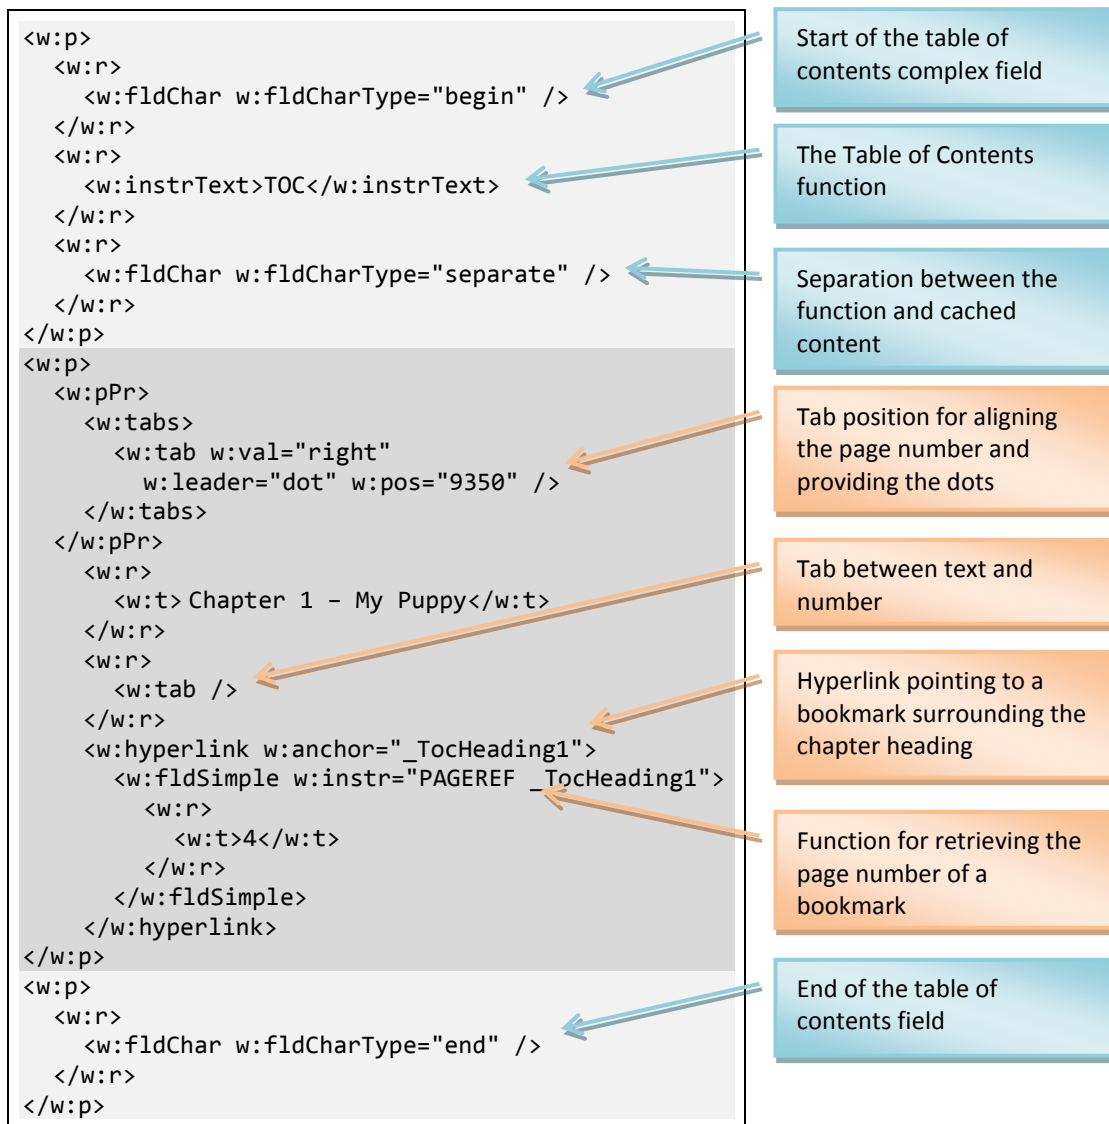 <w:p>
<w:r>
<w:fldChar w:fldCharType="begin" />
</w:r>
<w:r>
<w:instrText>TOC</w:instrText>
</w:r>
<w:r>
<w:fldChar w:fldCharType="separate" />
</w:r>
</w:p>
<w:p>
<w:pPr>
<w:tabs>
<w:tab w:val="right"
w:leader="dot" w:pos="9350" />
</w:tabs>
</w:pPr>
<w:r>
<w:t> Chapter 1 – My Puppy</w:t>
</w:r>
<w:r>
<w:tab />
</w:r>
<w:hyperlink w:anchor="_TocHeading1">
<w:fldSimple w:instr="PAGEREF _TocHeading1">
<w:r>
<w:t>4</w:t>
</w:r>
</w:fldSimple>
</w:hyperlink>
</w:p>
<w:p>
<w:r>
<w:fldChar w:fldCharType="end" />
</w:r>
</w:p>
Start of the table of
contents complex field
The Table of Contents
function
Separation between the
function and cached
content
Tab position for aligning
the page number and
providing the dots
Tab between text and
number
Hyperlink pointing to a
bookmark surrounding the
chapter heading
Function for retrieving the
page number of a
bookmark
End of the table of
contents field